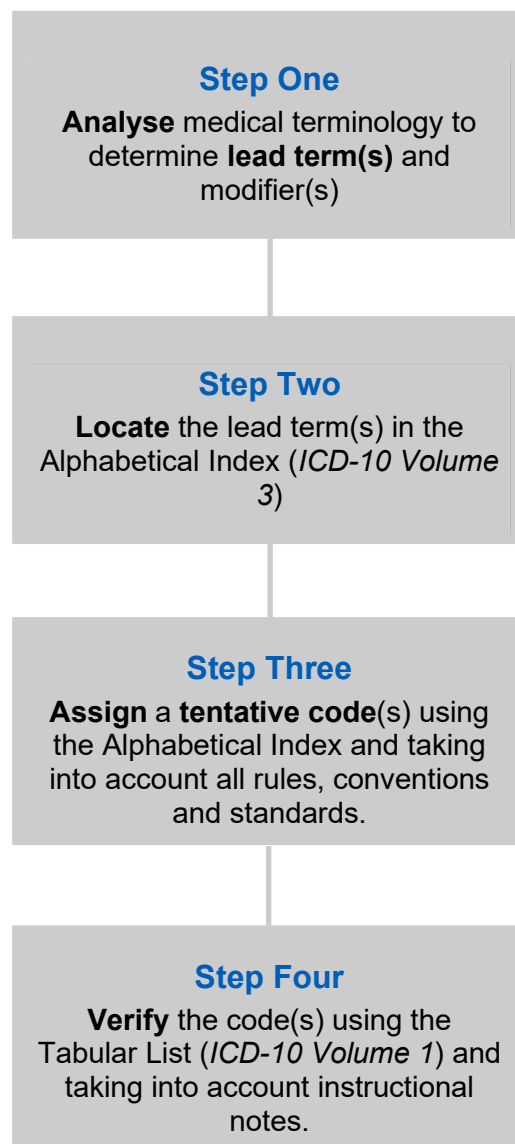 Step One
Analyse medical terminology to
determine lead term(s) and
modifier(s)
Step Two
Locate the lead term(s) in the
Alphabetical Index (ICD-10 Volume
3)
Step Three
Assign a tentative code(s) using
the Alphabetical Index and taking
into account all rules, conventions
and standards.
Step Four
Verify the code(s) using the
Tabular List (ICD-10 Volume 1) and
taking into account instructional
notes.